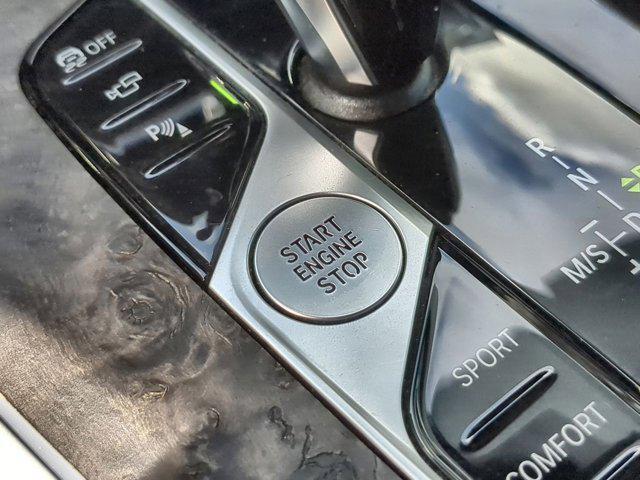 OFF
P
START
ENGINE
STOP
R
N
D
M/S
+
SPORT
COMFORT